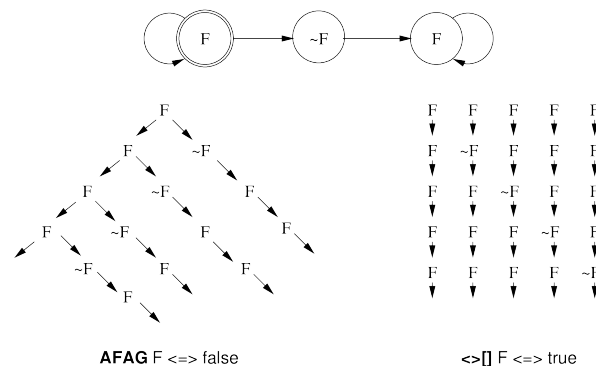 F ~F F
F F F F F F
F ~F F ~F F F F
F ~F F F F ~F F F
F ~F F F F F F ~F F
~F F F F F F ~F
F
AFAG F <=> false <>[] F <=> true